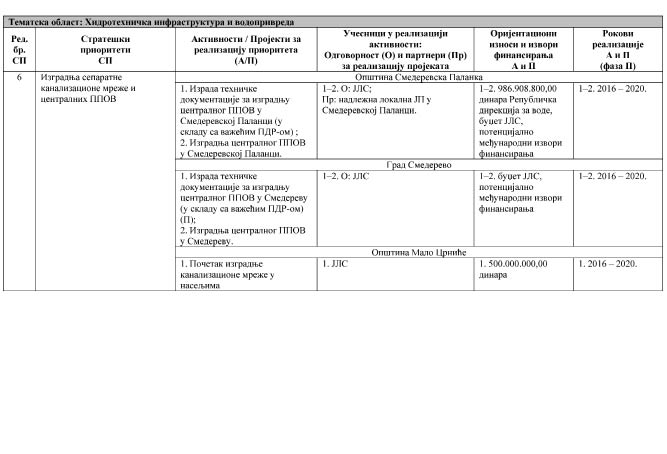 Тематска област: Хидротехничка инфраструктура и водопривреда
Ред.
бр.
СП
Стратешки
приоритети
СП
Активности / Пројекти за
реализацију приоритета
(А/П)
Учесници у реализацији
активности:
Одговорност (О) и партнери (Пр)
за реализацију пројеката
Оријентациони
износи и извори
финансирања
А и П
Рокови
реализације
А и П
(фаза II)
6
Изградња сепаратне
канализационе мреже и
централних ППОВ
Општина Смедеревска Паланка
1. Израда техничке
документације за изградњу
централног ППОВ у
Смедеревској Паланци (у
складу са важећим ПДР-ом) ;
2. Изградња централног ППОВ
у Смедеревској Паланци.
1–2. О: ЈЛС;
Пр: надлежна локална ЈП у
Смедеревској Паланци.
1–2. 986.908.800,00
динара Републичка
дирекција за воде,
буџет ЈЛС,
потенцијално
међународни извори
финансирања
1–2. 2016 – 2020.
Град Смедерево
1. Израда техничке
документације за изградњу
централног ППОВ у Смедереву
(у складу са важећим ПДР-ом)
(П);
2. Изградња централног ППОВ
у Смедереву.
1–2. О: ЈЛС
1–2. буџет ЈЛС,
потенцијално
међународни извори
финансирања
1–2. 2016 – 2020.
Општина Мало Црниће
1. Почетак изградње
канализационе мреже у
насељима
1. ЈЛС
1. 500.000.000,00
динара
1. 2016 – 2020.